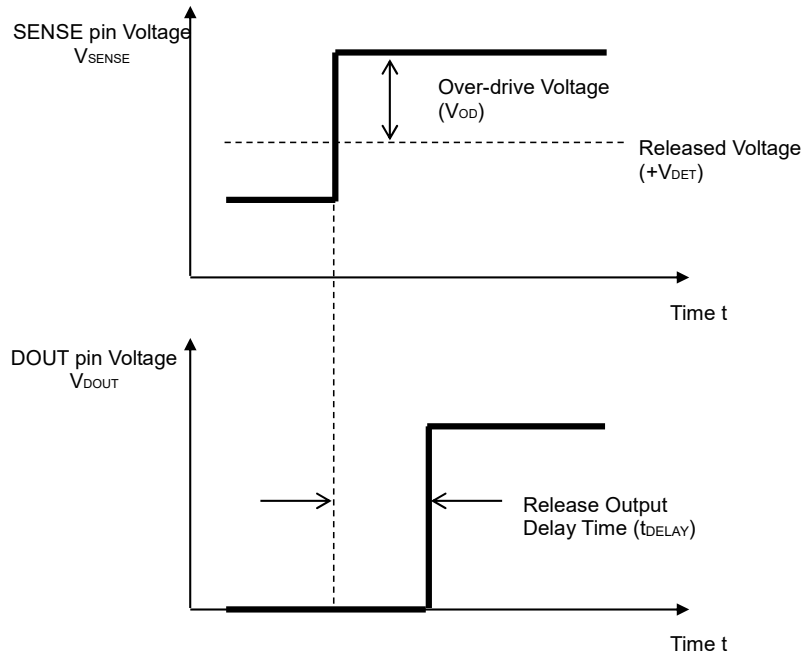 SENSE pin Voltage
VSENSE
Over-drive Voltage
(VOD)
Released Voltage
(+VDET)
Time t
DOUT pin Voltage
VDOUT
Release Output
Delay Time (tDELAY)
Time t